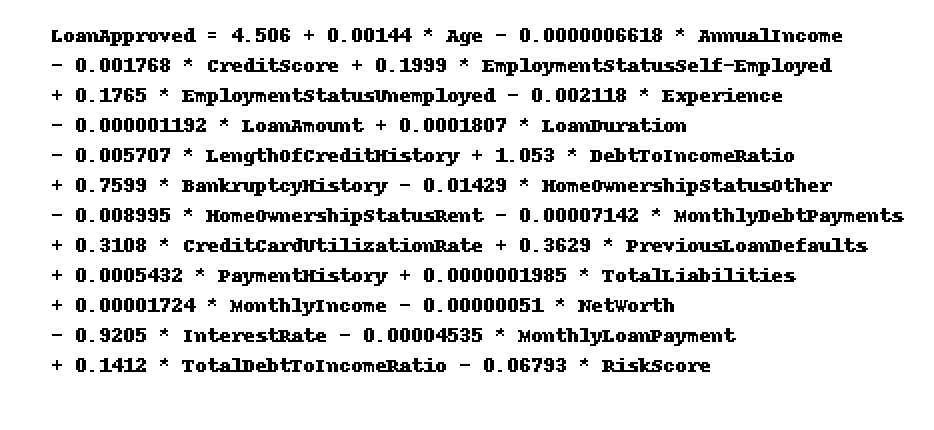 LoanApproved = 4.506 + 0.00144 * Age - 0.0000006618 * AnnualIncome
- 0.001768 * CreditScore + 0.1999 * EmploymentStatusSelf-Employed
+ 0.1765 * EmploymentStatusUnemployed - 0.002118 * Experience
- 0.000001192 * LoanAmount + 0.0001807 * LoanDuration
- 0.005707 * LengthOfCreditHistory + 1.053 * DebtToIncomeRatio
+ 0.7599 * BankruptcyHistory - 0.01429 * HomeOwnershipStatusOther
- 0.008995 * HomeOwnershipStatusRent - 0.00007142 * MonthlyDebtPayments
+ 0.3108 * CreditCardUtilizationRate + 0.3629 * PreviousLoanDefaults
+ 0.0005432 * PaymentHistory + 0.0000001985 * TotalLiabilities
+ 0.00001724 * MonthlyIncome - 0.00000051 * NetWorth
- 0.9205 * InterestRate - 0.00004535 * MonthlyLoanPayment
+ 0.1412 * TotalDebtToIncomeRatio - 0.06793 * RiskScore